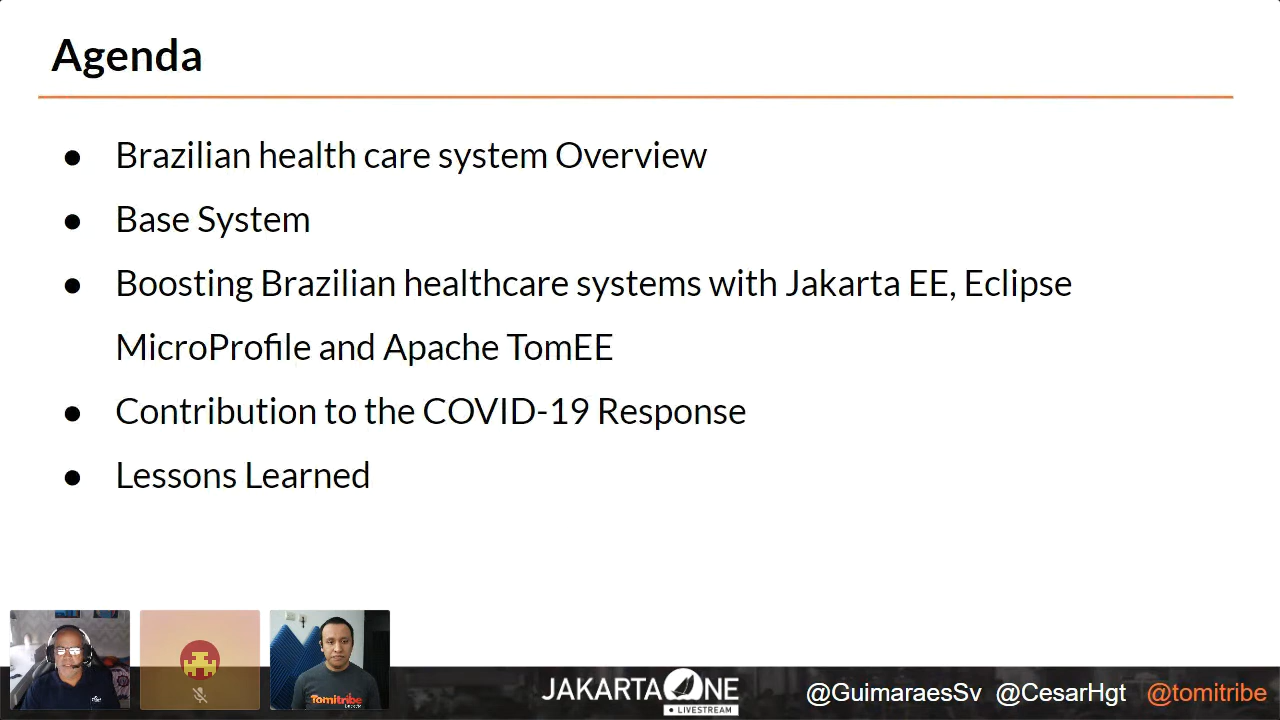 Agenda
● Brazilian health care system Overview
● Base System
● Boosting Brazilian healthcare systems with Jakarta EE, Eclipse
MicroProfile and Apache TomEE
● Contribution to the COVID-19 Response
● Lessons Learned
Tomitribe
JAKARTA ONE
● LIVESTREAM
@GuimaraesSv @CesarHgt @tomitribe